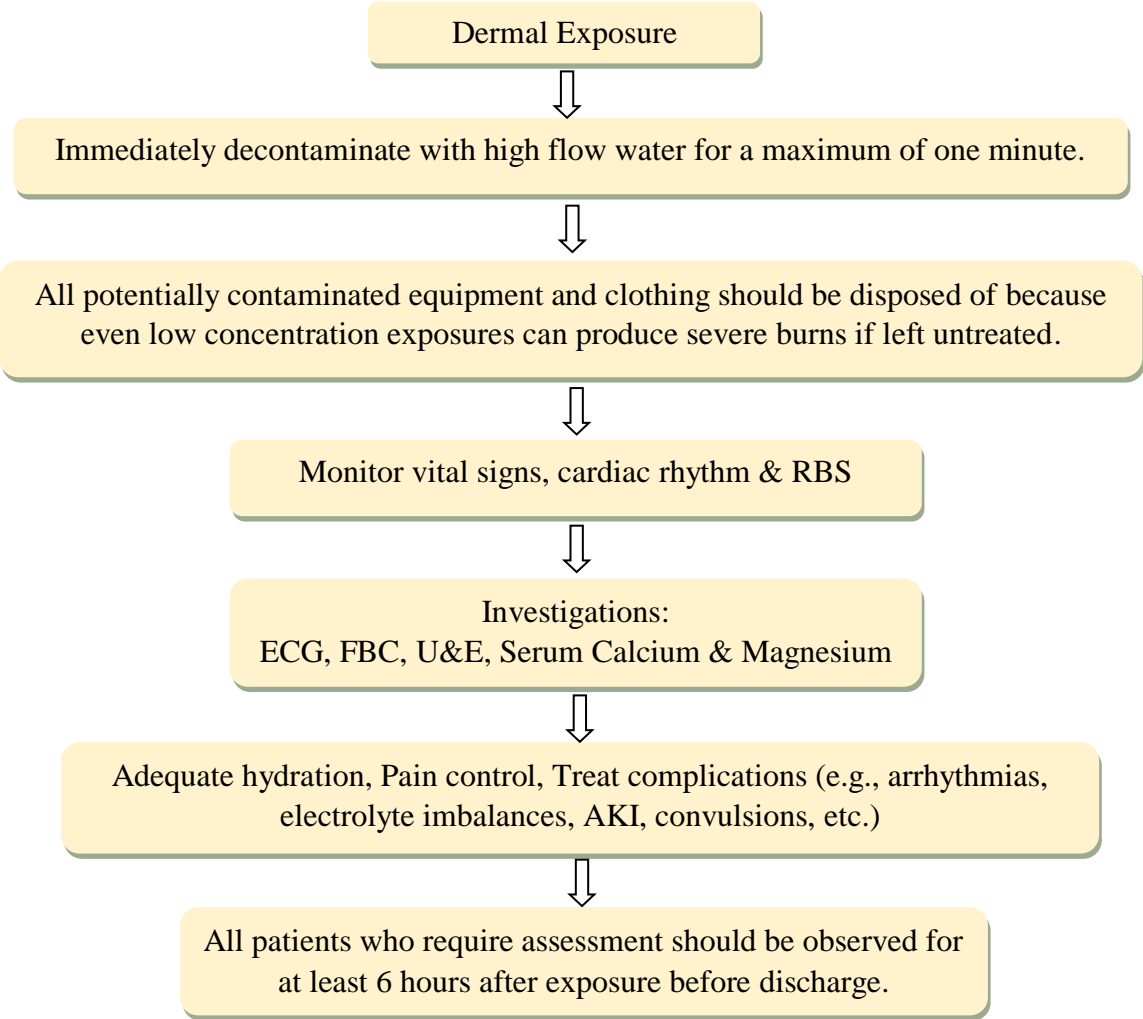 Dermal Exposure
Immediately decontaminate with high flow water for a maximum of one minute.
All potentially contaminated equipment and clothing should be disposed of because
even low concentration exposures can produce severe burns if left untreated.
Monitor vital signs, cardiac rhythm & RBS
Investigations:
ECG, FBC, U&E, Serum Calcium & Magnesium
Adequate hydration, Pain control, Treat complications (e.g., arrhythmias,
electrolyte imbalances, AKI, convulsions, etc.)
All patients who require assessment should be observed for
at least 6 hours after exposure before discharge.